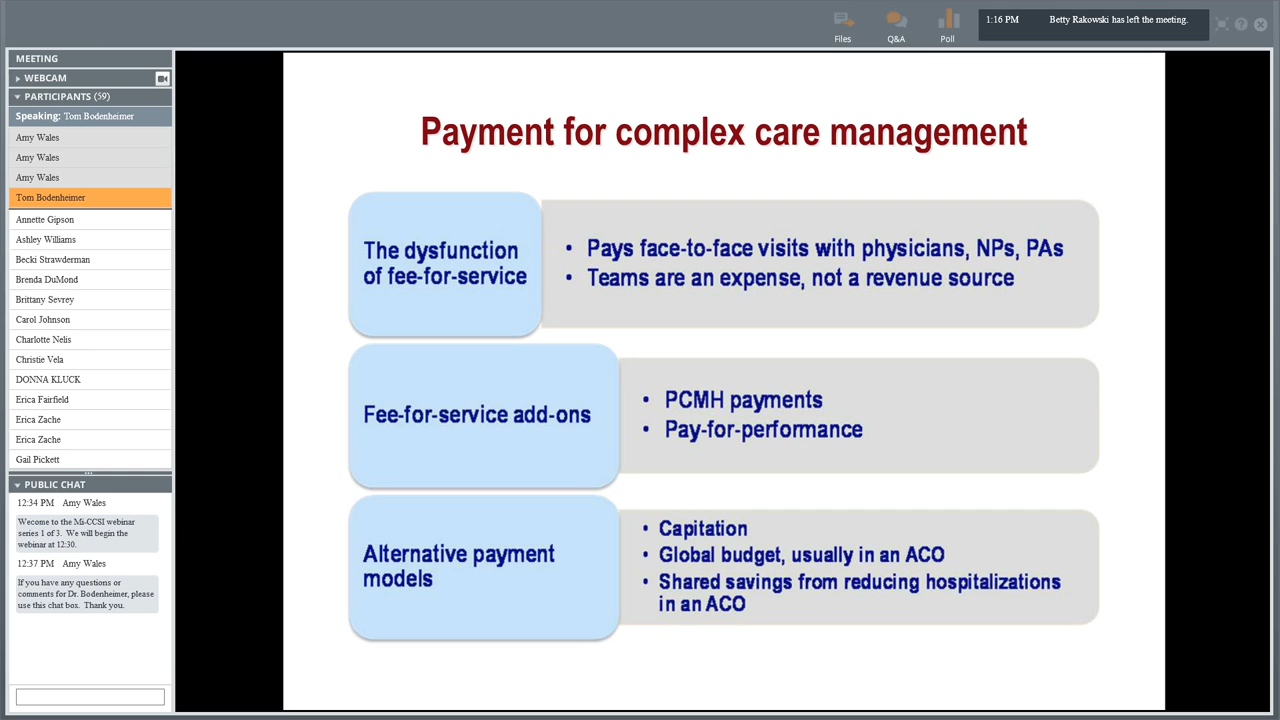 Files
Q&A
Poll
1:16 PM Betty Rakowski has left the meeting.
MEETING
WEBCAM
PARTICIPANTS (59)
Speaking: Tom Bodenheimer
Amy Wales
Amy Wales
Amy Wales
Tom Bodenheimer
Annette Gipson
Ashley Williams
Becki Strawderman
Brenda DuMond
Brittany Sevrey
Carol Johnson
Charlotte Nelis
Christie Vela
DONNA KLUCK
Erica Fairfield
Erica Zache
Erica Zache
Gail Pickett
PUBLIC CHAT
12:34 PM Amy Wales
Wecome to the Mi-CCSI webinar
series 1 of 3. We will begin the
webinar at 12:30.
12:37 PM Amy Wales
If you have any questions or
comments for Dr. Bodenheimer, please
use this chat box. Thank you.
Payment for complex care management
The dysfunction
of fee-for-service
• Pays face-to-face visits with physicians, NPs, PAs
• Teams are an expense, not a revenue source
Fee-for-service add-ons
• PCMH payments
• Pay-for-performance
Alternative payment
models
• Capitation
• Global budget, usually in an ACO
• Shared savings from reducing hospitalizations
in an ACO